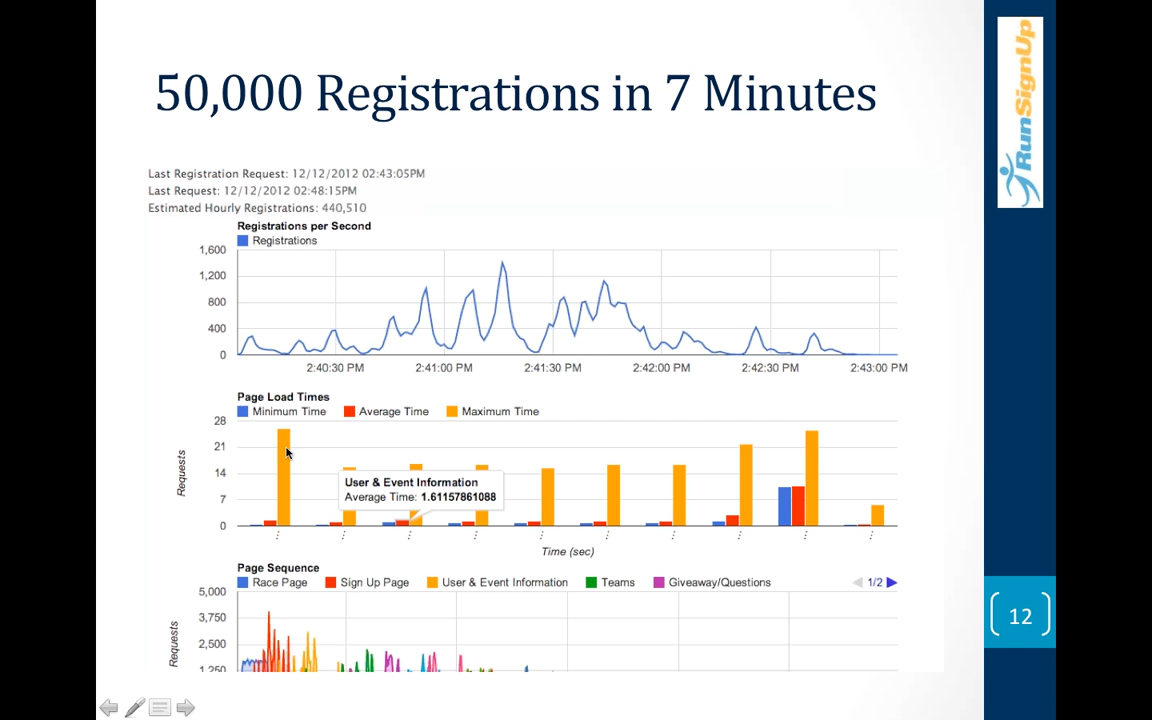 50,000 Registrations in 7 Minutes
RunSignUp
Last Registration Request: 12/12/2012 02:43:05PM
Last Request: 12/12/2012 02:48:15PM
Estimated Hourly Registrations: 440,510
Registrations per Second
Registrations
1,600
1,200
800
400
0
2:40:30 PM 2:41:00 PM 2:41:30 PM 2:42:00 PM 2:42:30 PM 2:43:00 PM
Page Load Times
Minimum Time Average Time Maximum Time
28
21
14
7
0
Requests
User & Event Information
Average Time: 1.61157861088
Time (sec)
Page Sequence
Race Page Sign Up Page User & Event Information Teams Giveaway/Questions 1/2
5,000
3,750
2,500
1,250
Requests
12